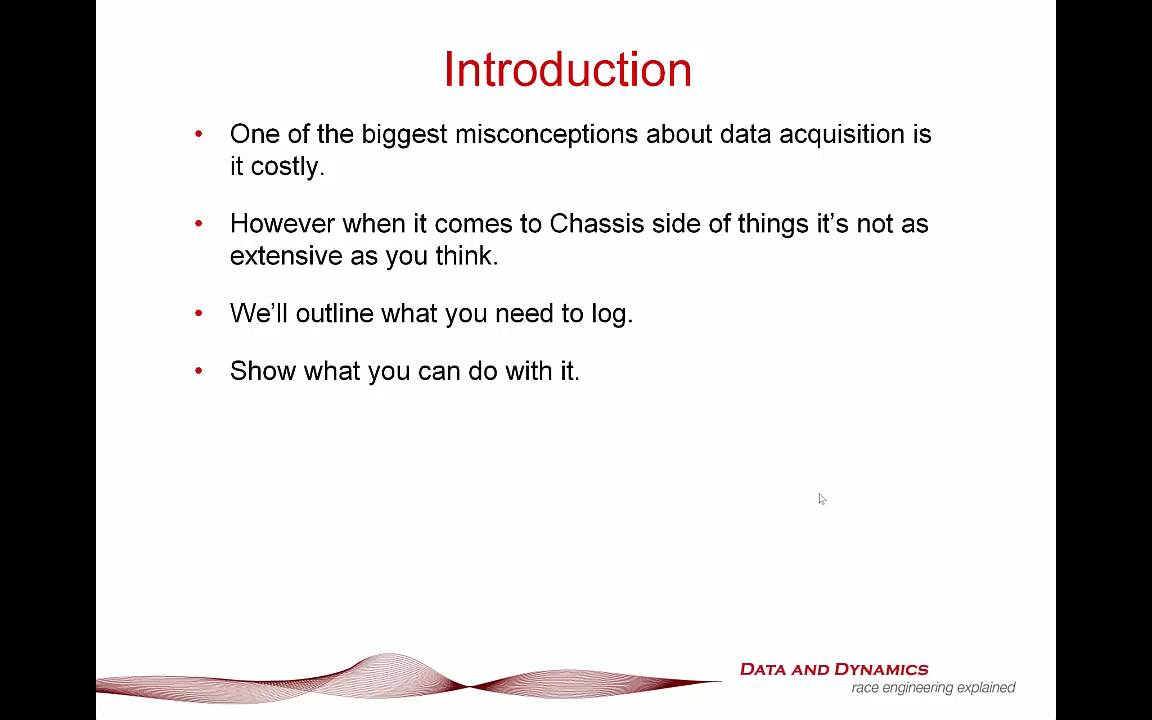 Introduction
• One of the biggest misconceptions about data acquisition is
it costly.
• However when it comes to Chassis side of things it’s not as
extensive as you think.
• We’ll outline what you need to log.
• Show what you can do with it.
DATA AND DYNAMICS
race engineering explained